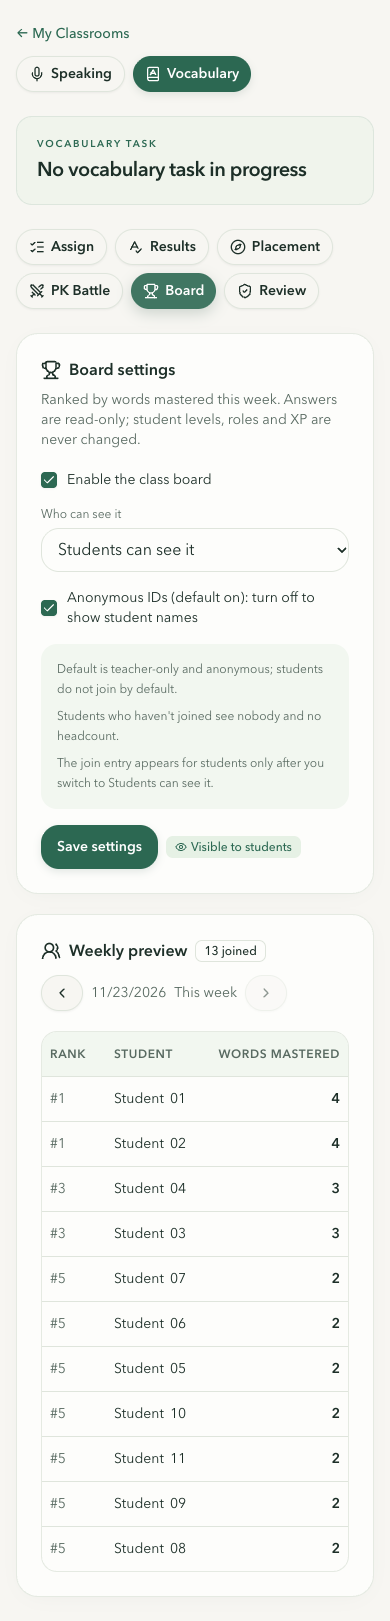 ← My Classrooms
Speaking
Vocabulary
VOCABULARY TASK
No vocabulary task in progress
Assign
Results
Placement
PK Battle
Board
Review
Board settings
Ranked by words mastered this week. Answers
are read-only; student levels, roles and XP are
never changed.
Enable the class board
Who can see it
Students can see it
Anonymous IDs (default on): turn off to
show student names
Default is teacher-only and anonymous; students
do not join by default.
Students who haven't joined see nobody and no
headcount.
The join entry appears for students only after you
switch to Students can see it.
Save settings
Visible to students
Weekly preview 13 joined
11/23/2026 This week
RANK STUDENT WORDS MASTERED
#1 Student 01 4
#1 Student 02 4
#3 Student 04 3
#3 Student 03 3
#5 Student 07 2
#5 Student 06 2
#5 Student 05 2
#5 Student 10 2
#5 Student 11 2
#5 Student 09 2
#5 Student 08 2